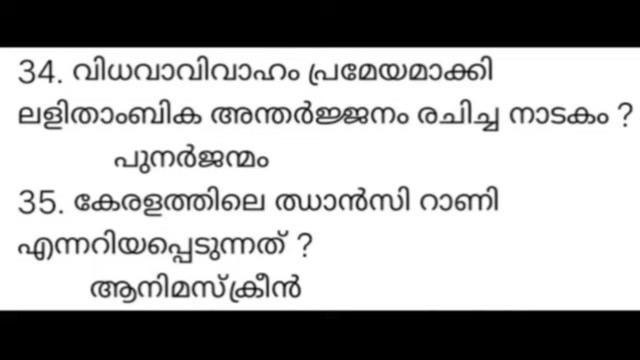 34. വിധവാവിവാഹം പ്രമേയമാക്കി
ലളിതാംബിക അന്തർജ്ജനം രചിച്ച നാടകം ?
പുനർജന്മം
35. കേരളത്തിലെ ഝാൻസി റാണി
എന്നറിയപ്പെടുന്നത് ?
ആനിമസ്ക്രീൻ